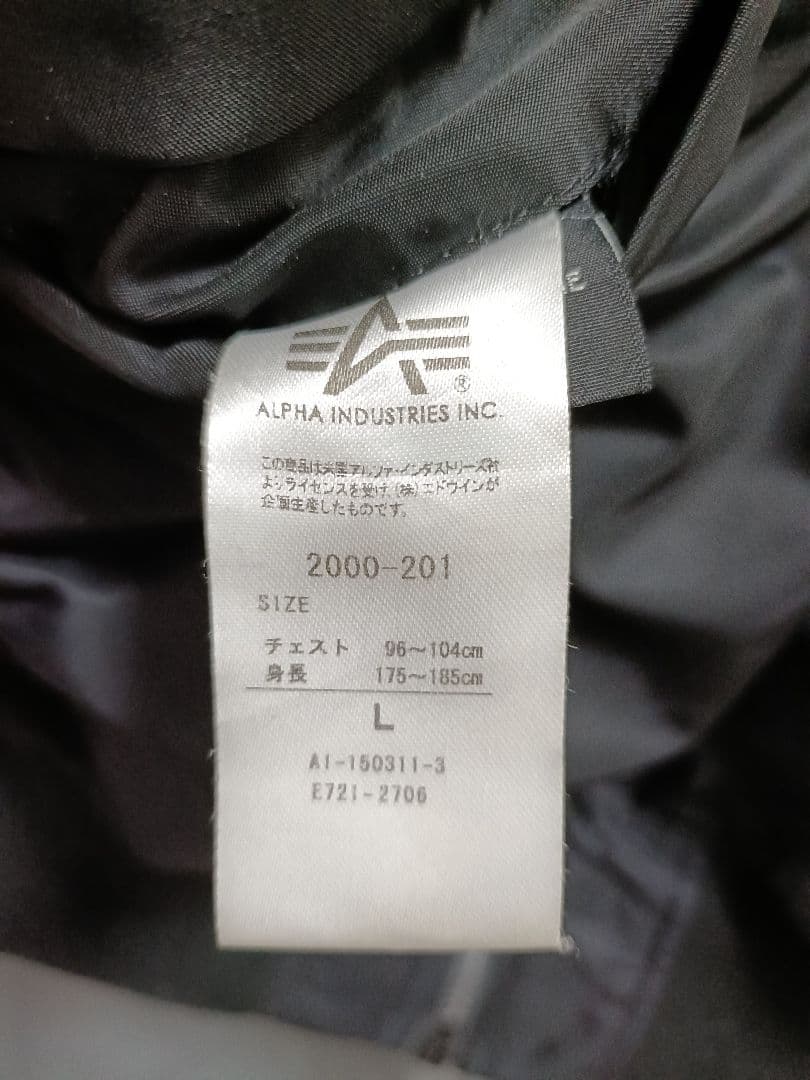 ALPHA INDUSTRIES INC.
この商品は米国アルファ・インダストリーズ社
よりライセンスを受け(株)エドウインが
企画生産したものです。
2000-201
SIZE
チェスト 96~104cm
身長 175~185cm
L
A1-150311-3
E721-2706